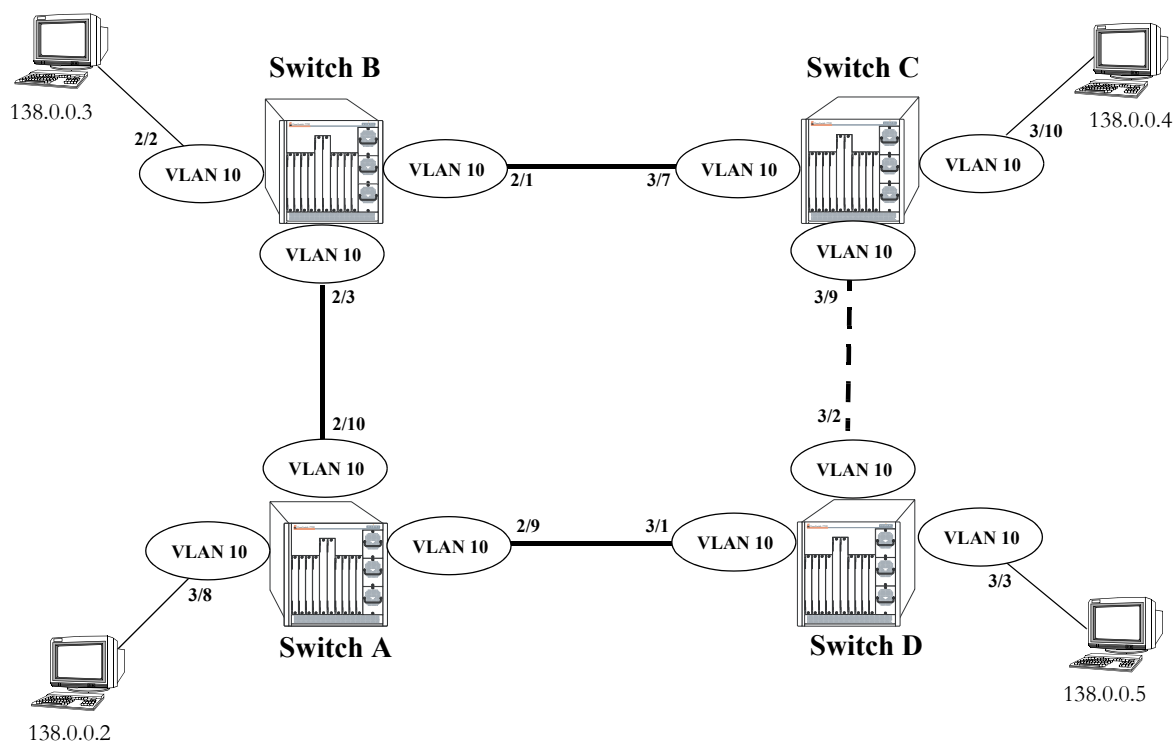 Switch B
Switch C
138.0.0.3
138.0.0.4
2/2
3/10
VLAN 10
VLAN 10
2/1
3/7
VLAN 10
VLAN 10
VLAN 10
VLAN 10
2/3
3/9
2/10
3/2
VLAN 10
VLAN 10
VLAN 10
VLAN 10
2/9
3/1
VLAN 10
VLAN 10
3/8
3/3
Switch A
Switch D
138.0.0.2
138.0.0.5